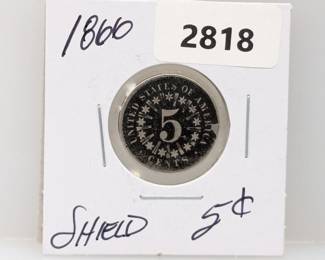 1866
2818
UNITED STATES OF AMERICA
5
CENTS
SHIELD 5¢